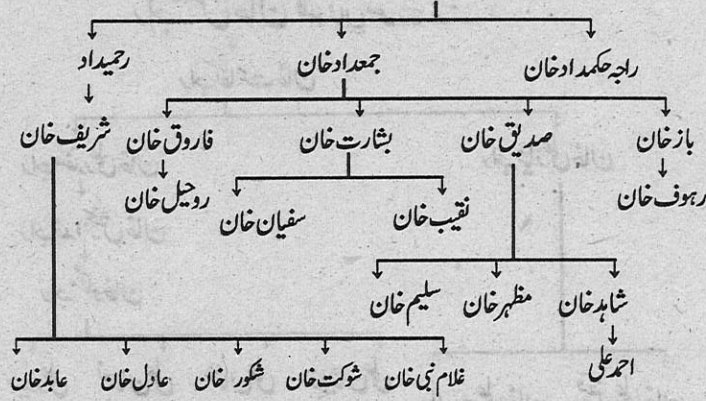 راجہ حکمداد خان جمعداد خان رحمیداد
باز خان صدیق خان بشارت خان فاروق خان شریف خان
رہوف خان نقیب خان سفیان خان روحیل خان
شاہد خان مظہر خان سلیم خان
احمد علی
غلام نبی خان شوکت خان شکور خان عادل خان عابد خان